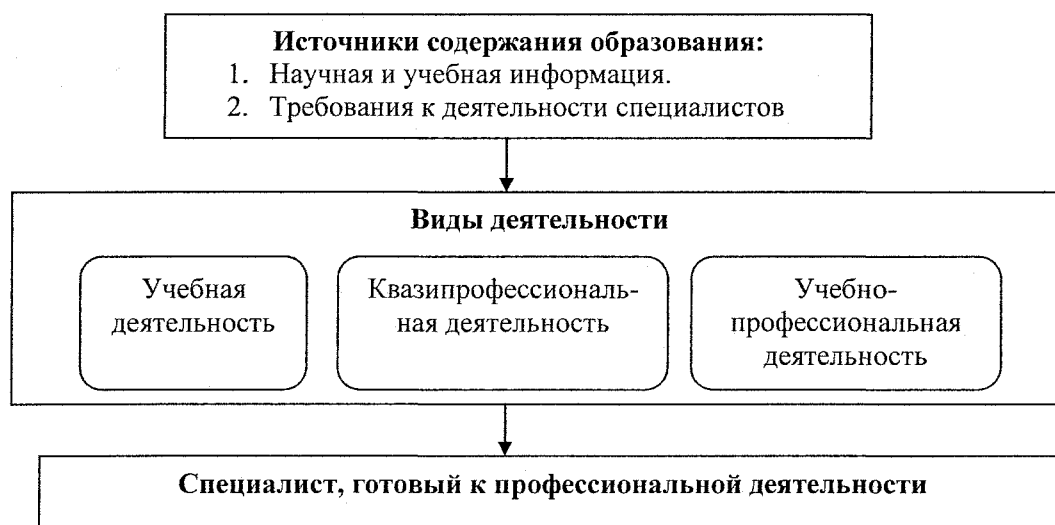 Источники содержания образования:
1. Научная и учебная информация.
2. Требования к деятельности специалистов
Виды деятельности
Учебная
деятельность
Квазипрофессиональ-
ная деятельность
Учебно-
профессиональная
деятельность
Специалист, готовый к профессиональной деятельности